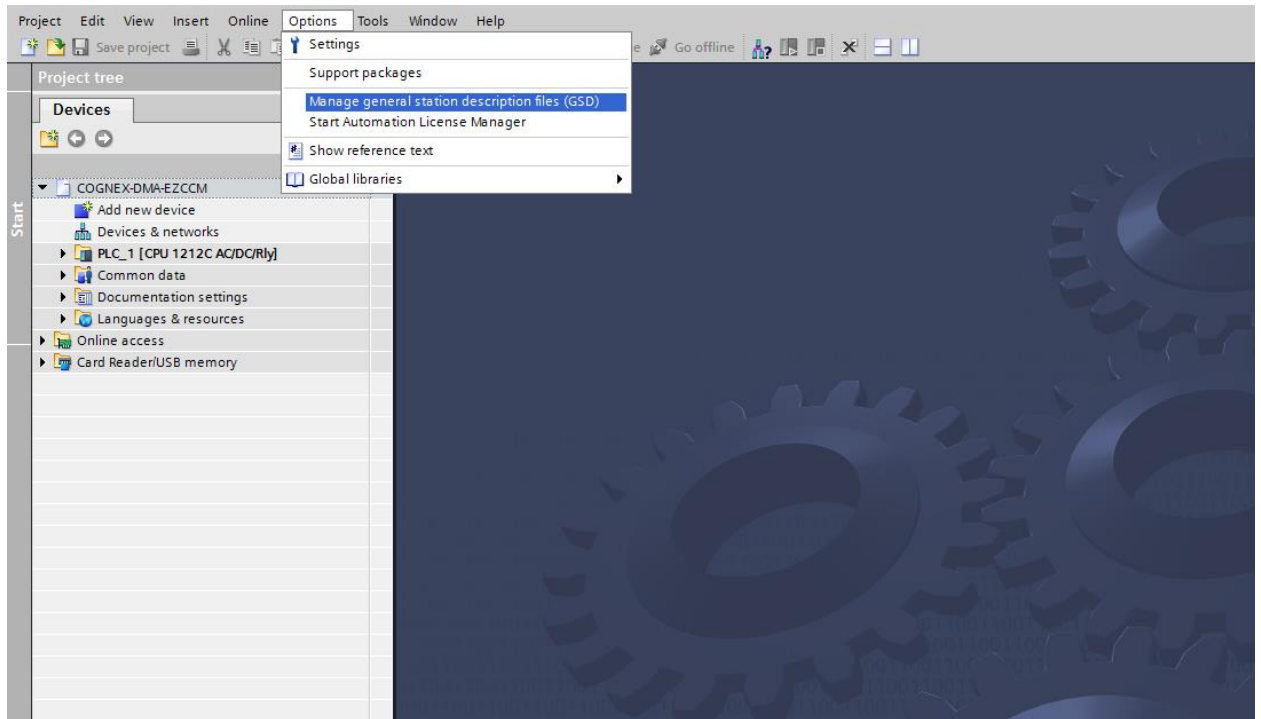 Project Edit View Insert Online Options Tools Window Help
Save project
Settings
e Go offline
Support packages
Project tree
Manage general station description files (GSD)
Devices
Start Automation License Manager
Show reference text
Global libraries
COGNEX-DMA-EZCCM
Add new device
Start
Devices & networks
PLC_1 [CPU 1212C AC/DC/Rly]
Common data
Documentation settings
Languages & resources
Online access
Card Reader/USB memory